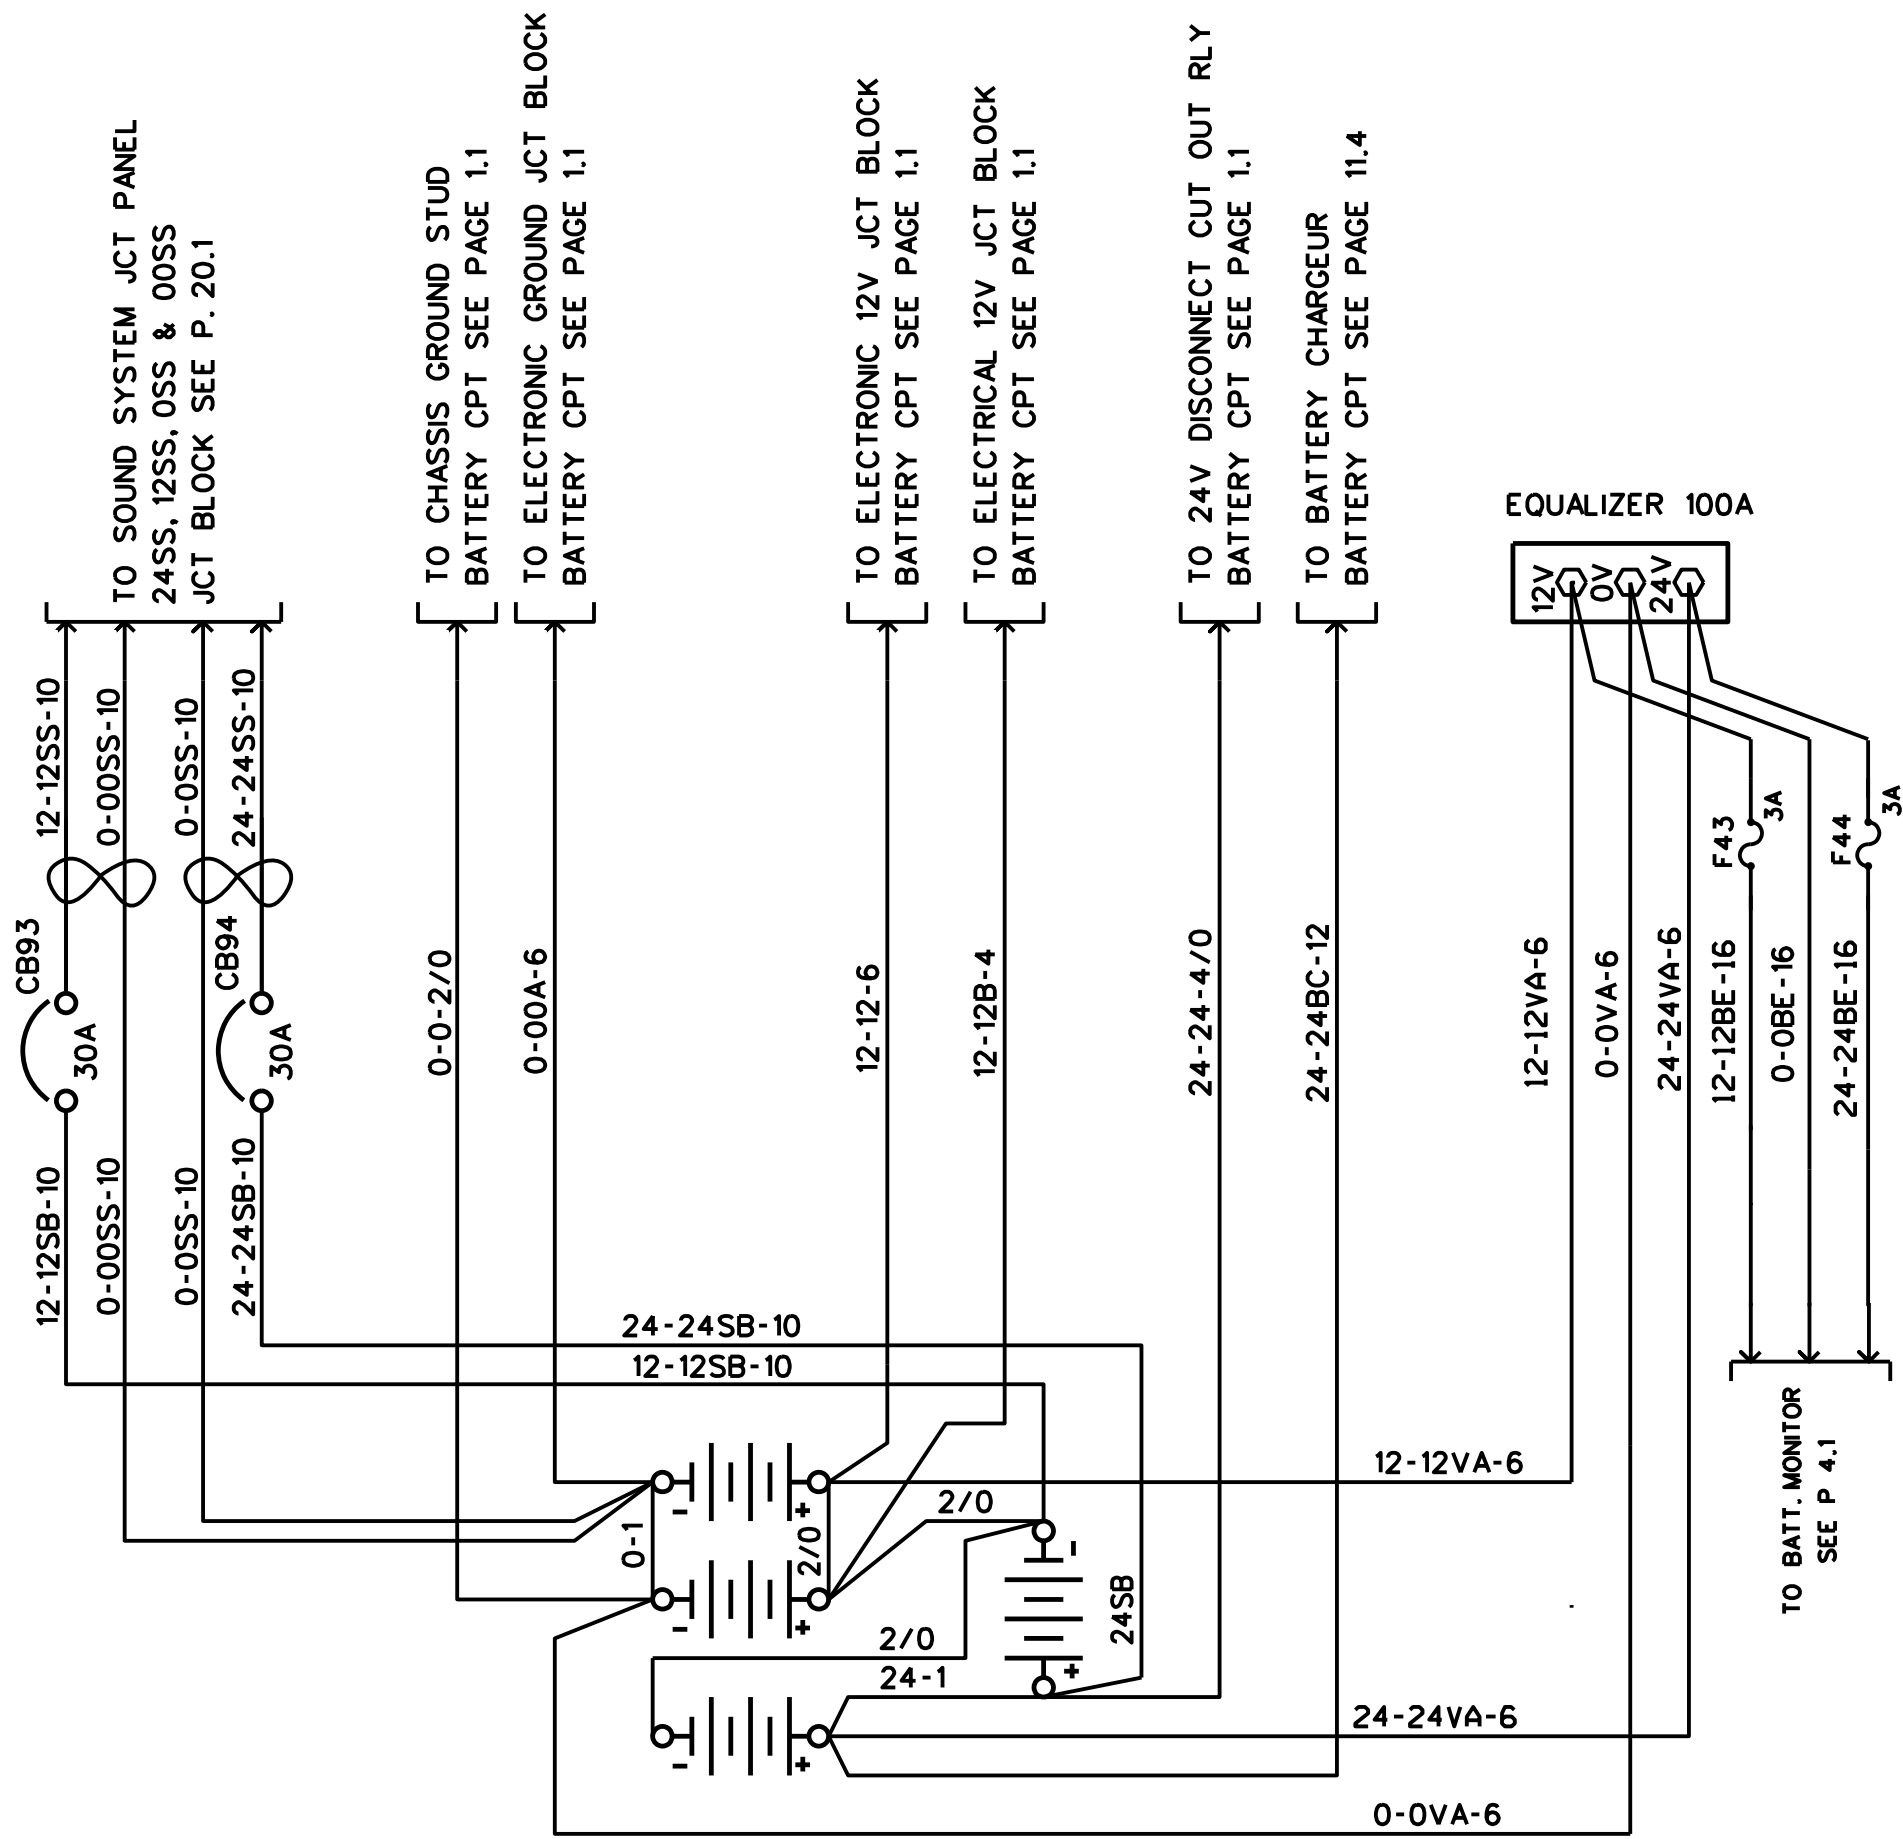 TO SOUND SYSTEM JCT PANEL
24SS, 12SS, 0SS & 00SS
JCT BLOCK SEE P. 20.1
TO CHASSIS GROUND STUD
BATTERY CPT SEE PAGE 1.1
TO ELECTRONIC GROUND JCT BLOCK
BATTERY CPT SEE PAGE 1.1
TO ELECTRONIC 12V JCT BLOCK
BATTERY CPT SEE PAGE 1.1
TO ELECTRICAL 12V JCT BLOCK
BATTERY CPT SEE PAGE 1.1
TO 24V DISCONNECT CUT OUT RLY
BATTERY CPT SEE PAGE 1.1
TO BATTERY CHARGEUR
BATTERY CPT SEE PAGE 11.4
EQUALIZER 100A
12V
0V
24V
12-12SS-10
0-00SS-10
0-0SS-10
24-24SS-10
F43
3A
F44
3A
CB93
30A
CB94
30A
0-0-2/0
0-00A-6
12-12-6
12-12B-4
24-24-4/0
24-24BC-12
12-12VA-6
0-0VA-6
24-24VA-6
12-12BE-16
0-0BE-16
24-24BE-16
12-12SB-10
0-00SS-10
0-0SS-10
24-24SB-10
24-24SB-10
12-12SB-10
12-12VA-6
-
+
0-1
2/0
2/0
-
+
-
24SB
+
2/0
24-1
-
+
24-24VA-6
0-0VA-6
TO BATT. MONITOR
SEE P 4.1